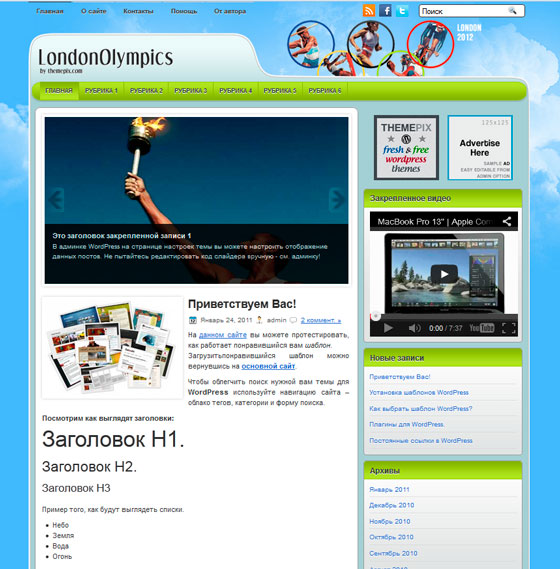 Главная О сайте Контакты Помощь От автора
Поиск
LONDON
2012
LondonOlympics
by themepix.com
ГЛАВНАЯ РУБРИКА 1 РУБРИКА 2 РУБРИКА 3 РУБРИКА 4 РУБРИКА 5 РУБРИКА 6
Это заголовок закрепленной записи 1
В админке WordPress на странице настроек темы вы можете настроить отображение
данных постов. Не пытайтесь редактировать код слайдера вручную - см. админку!
Приветствуем Вас!
Январь 24, 2011 admin 2 коммент. »
На данном сайте вы можете протестировать,
как работает понравившийся вам шаблон.
Загрузитьпонравившийся шаблон можно
вернувшись на основной сайт.
Чтобы облегчить поиск нужной вам темы для
WordPress используйте навигацию сайта –
облако тегов, категории и форму поиска.
Посмотрим как выглядят заголовки:
Заголовок H1.
Заголовок H2.
Заголовок H3
Пример того, как будут выглядеть списки.
Небо
Земля
Вода
Огонь
THEMEPIX
fresh & free
wordpress
themes
125x125
Advertise
Here
SAMPLE AD
EASY EDITABLE FROM
ADMIN OPTION
Закрепленное видео
MacBook Pro 13" | Apple Com
0:00 / 7:37 YouTube
Новые записи
Приветствуем Вас!
Установка шаблонов WordPress
Как выбрать шаблон WordPress?
Плагины для WordPress.
Постоянные ссылки в WordPress
Архивы
Январь 2011
Декабрь 2010
Ноябрь 2010
Октябрь 2010
Сентябрь 2010